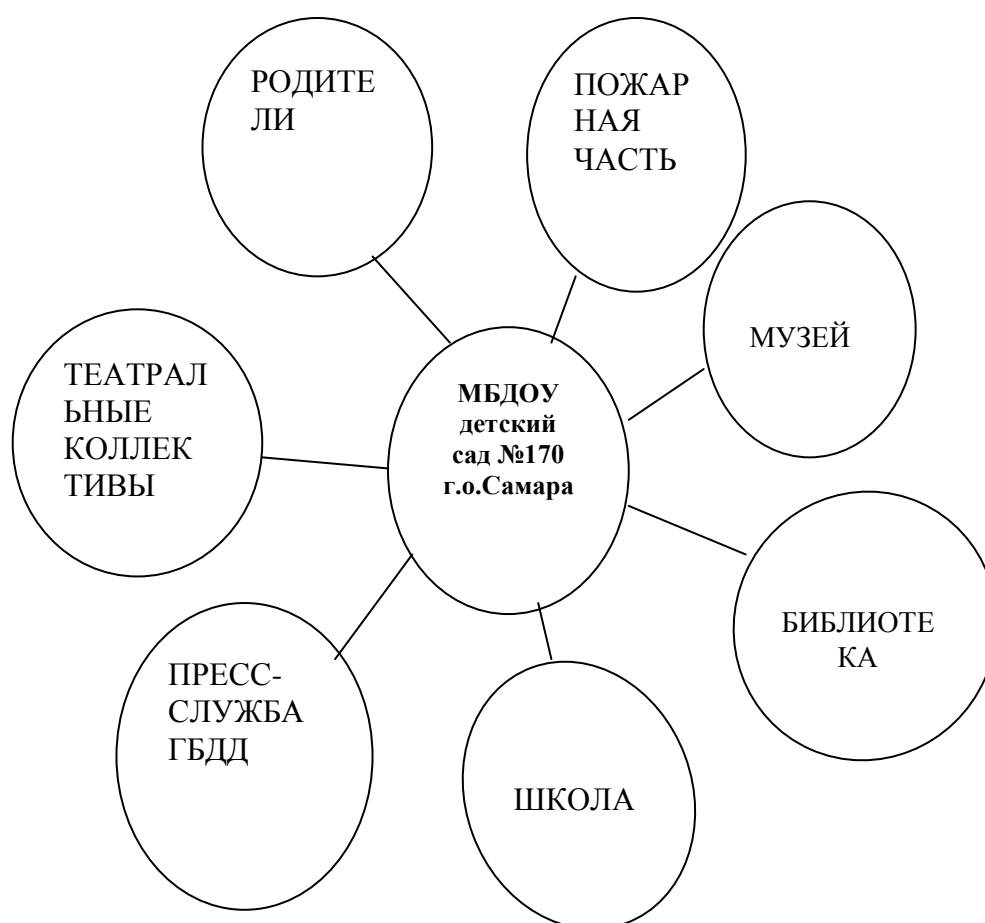 РОДИТЕ
ЛИ
ПОЖАР
НАЯ
ЧАСТЬ
МУЗЕЙ
ТЕАТРАЛ
ЬНЫЕ
КОЛЛЕК
ТИВЫ
МБДОУ
детский
сад №170
г.о.Самара
БИБЛИОТЕ
КА
ПРЕСС-
СЛУЖБА
ГБДД
ШКОЛА